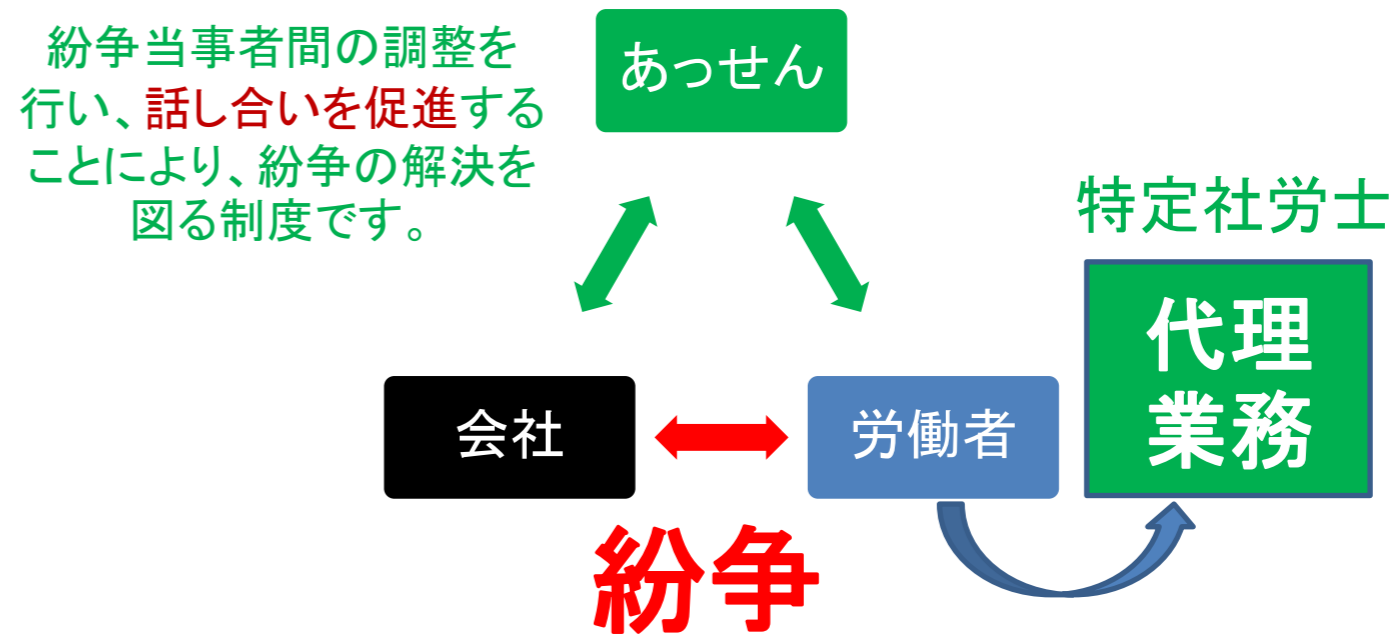 紛争当事者間の調整を
行い、話し合いを促進する
ことにより、紛争の解決を
図る制度です。
あっせん
特定社労士
代理
業務
会社
労働者
紛争